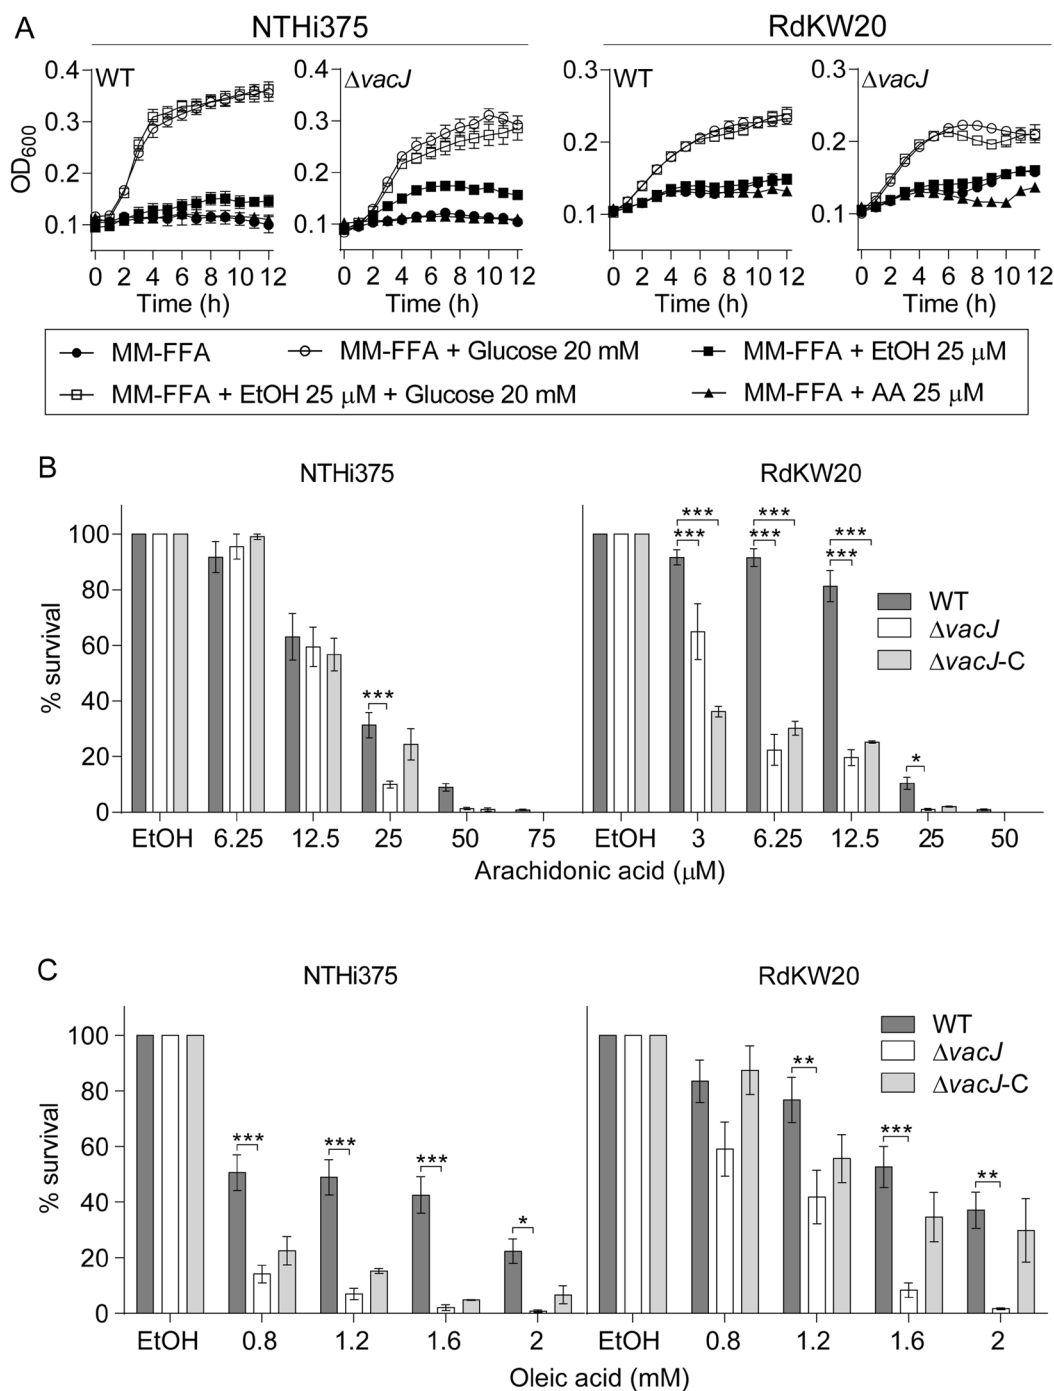 A
NTHi375
RdKW20
WT
ΔvacJ
WT
ΔvacJ
OD600
0.4
0.3
0.2
0.1
0.4
0.3
0.2
0.1
0.3
0.2
0.1
0.3
0.2
0.1
0 2 4 6 8 10 12
0 2 4 6 8 10 12
0 2 4 6 8 10 12
0 2 4 6 8 10 12
Time (h)
Time (h)
Time (h)
Time (h)
MM-FFA
MM-FFA + Glucose 20 mM
MM-FFA + EtOH 25 μM
MM-FFA + EtOH 25 μM + Glucose 20 mM
MM-FFA + AA 25 μM
B
NTHi375
RdKW20
% survival
100
80
60
40
20
0
***
***
***
***
***
***
***
*
WT
ΔvacJ
ΔvacJ-C
EtOH 6.25 12.5 25 50 75
EtOH 3 6.25 12.5 25 50
Arachidonic acid (μM)
C
NTHi375
RdKW20
% survival
100
80
60
40
20
0
***
***
***
*
**
***
**
WT
ΔvacJ
ΔvacJ-C
EtOH 0.8 1.2 1.6 2
EtOH 0.8 1.2 1.6 2
Oleic acid (mM)